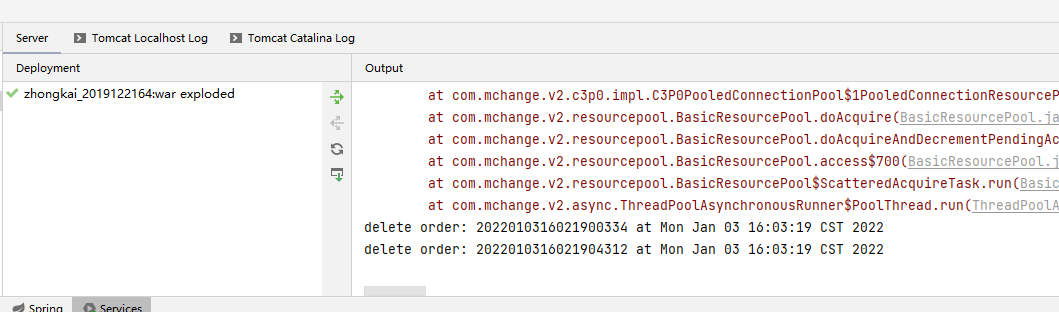 Server
Tomcat Localhost Log
Tomcat Catalina Log
Deployment
Output
zhongkai_2019122164:war exploded
at com.mchange.v2.c3p0.impl.C3P0PooledConnectionPool$1PooledConnectionResourceP
at com.mchange.v2.resourcepool.BasicResourcePool.doAcquire(BasicResourcePool.ja
at com.mchange.v2.resourcepool.BasicResourcePool.doAcquireAndDecrementPendingAc
at com.mchange.v2.resourcepool.BasicResourcePool.access$700(BasicResourcePool.j
at com.mchange.v2.resourcepool.BasicResourcePool$ScatteredAcquireTask.run(Basic
at com.mchange.v2.async.ThreadPoolAsynchronousRunner$PoolThread.run(ThreadPoolA
delete order: 2022010316021900334 at Mon Jan 03 16:03:19 CST 2022
delete order: 2022010316021904312 at Mon Jan 03 16:03:19 CST 2022
Spring
Services